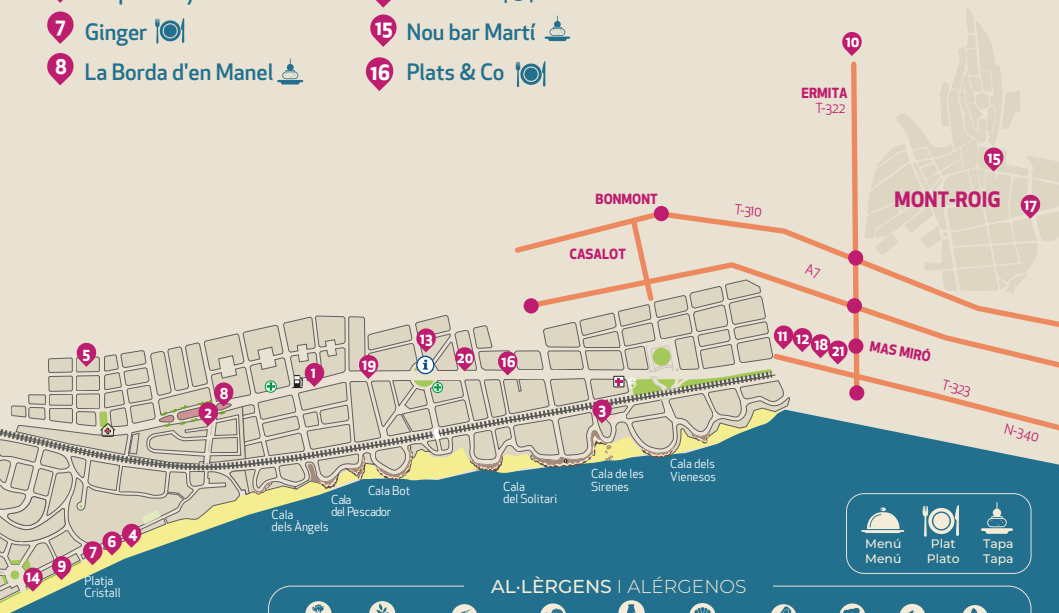 7 Ginger
8 La Borda d'en Manel
15 Nou bar Martí
16 Plats & Co
10
ERMITA
T-322
15
MONT-ROIG
17
BONMONT
T-310
CASALOT
A7
11
12
18
21
MAS MIRÓ
T-323
N-340
5
13
i
20
16
19
1
8
2
3
Cala dels
Vienesos
Cala de les
Sirenes
Cala
del Solitari
Cala Bot
Cala
del Pescador
Cala
dels Àngels
4
6
7
9
14
Platja
Cristall
Menú
Menú
Plat
Plato
Tapa
Tapa
AL·LÈRGENS | ALÉRGENOS